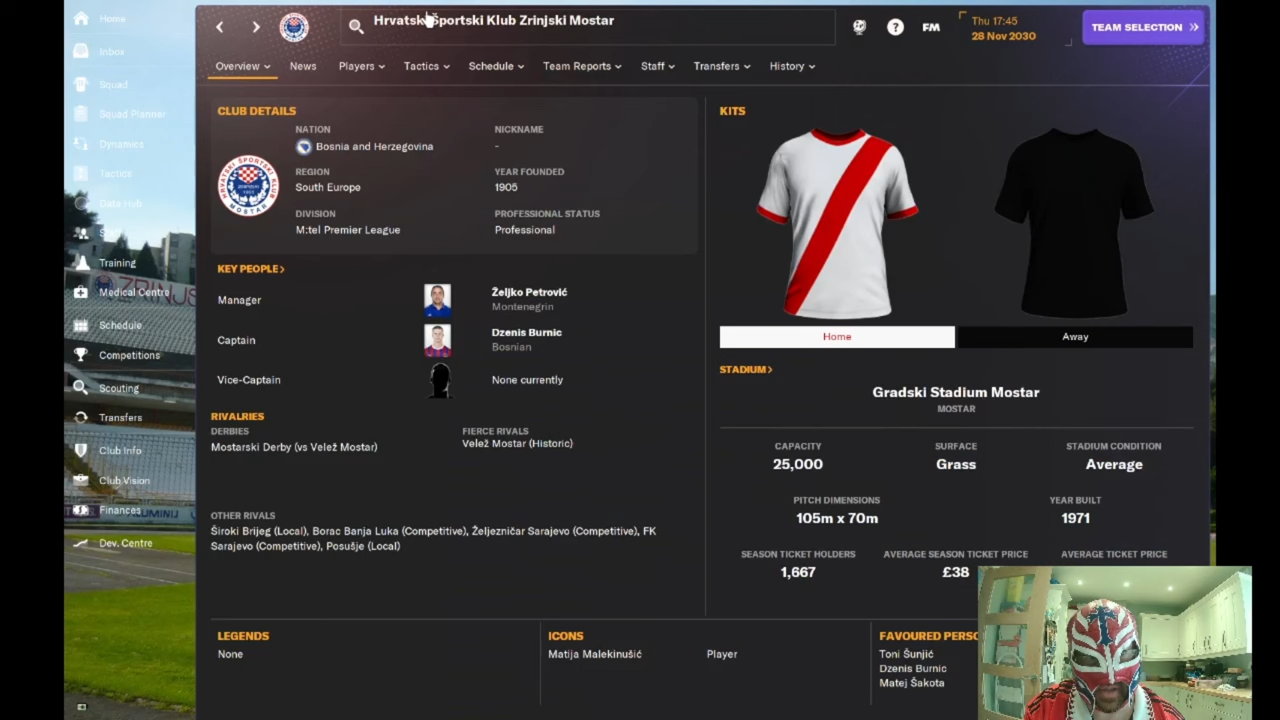 Home
Inbox
Squad
Squad Planner
Dynamics
Tactics
Data Hub
Training
Medical Centre
Schedule
Competitions
Scouting
Transfers
Club Info
Club Vision
Finances
Dev. Centre
Hrvatski Športski Klub Zrinjski Mostar
FM
Thu 17:45
28 Nov 2030
TEAM SELECTION
Overview
News
Players
Tactics
Schedule
Team Reports
Staff
Transfers
History
CLUB DETAILS
NATION
Bosnia and Herzegovina
NICKNAME
-
REGION
South Europe
YEAR FOUNDED
1905
DIVISION
M:tel Premier League
PROFESSIONAL STATUS
Professional
KEY PEOPLE
Manager
Željko Petrović
Montenegrin
Captain
Dzenis Burnic
Bosnian
Vice-Captain
None currently
RIVALRIES
DERBIES
Mostarski Derby (vs Velež Mostar)
FIERCE RIVALS
Velež Mostar (Historic)
OTHER RIVALS
Široki Brijeg (Local), Borac Banja Luka (Competitive), Željezničar Sarajevo (Competitive), FK
Sarajevo (Competitive), Posušje (Local)
LEGENDS
None
ICONS
Matija Malekinušić
Player
KITS
Home
Away
STADIUM
Gradski Stadium Mostar
MOSTAR
CAPACITY
25,000
SURFACE
Grass
STADIUM CONDITION
Average
PITCH DIMENSIONS
105m x 70m
YEAR BUILT
1971
SEASON TICKET HOLDERS
1,667
AVERAGE SEASON TICKET PRICE
£38
AVERAGE TICKET PRICE
FAVOURED PERSO
Toni Šunjić
Dzenis Burnic
Matej Šakota